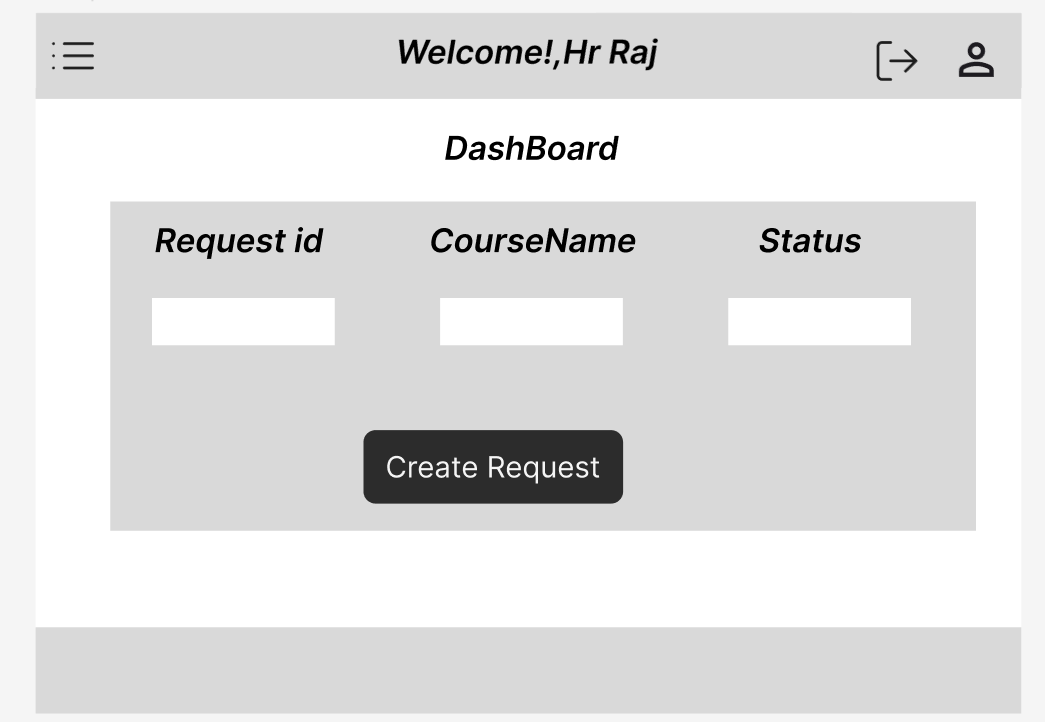 Welcome!,Hr Raj
DashBoard
Request id CourseName Status
Create Request